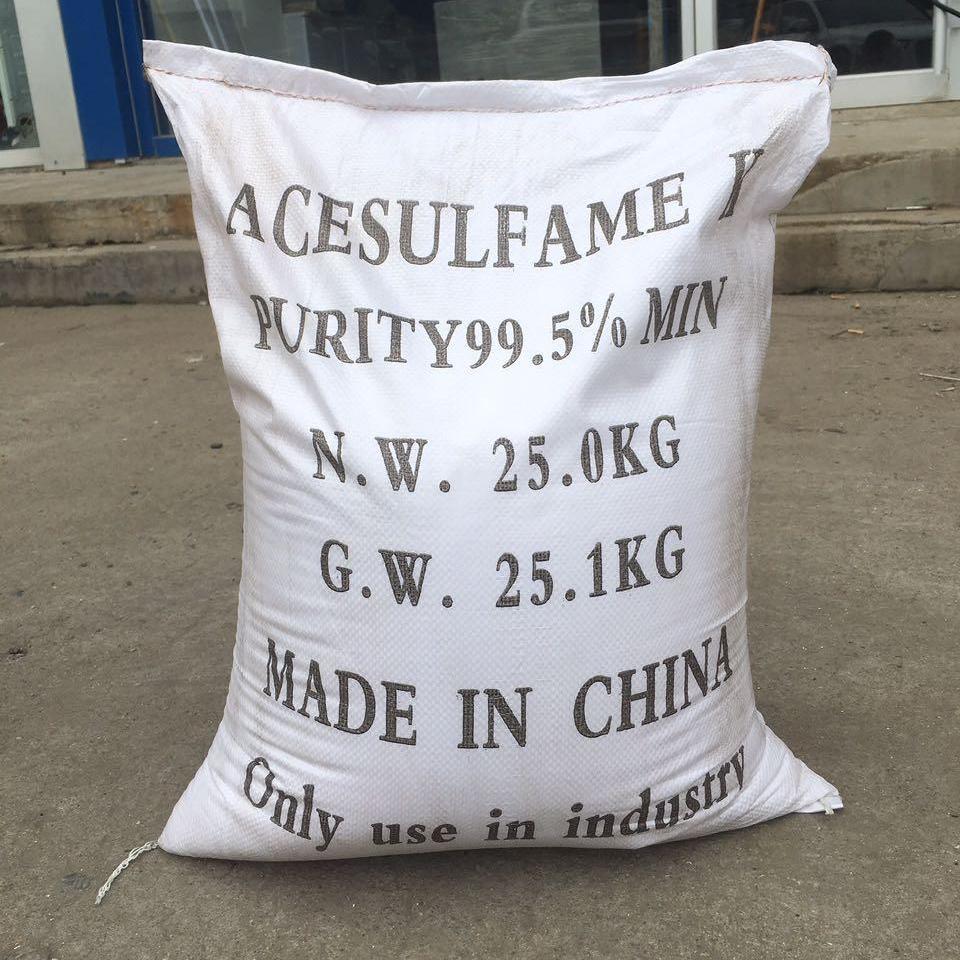 ACESULFAME Y
PURITY99.5% MIN
N.W. 25.0KG
G.W. 25.1KG
MADE IN CHINA
Only use in industry